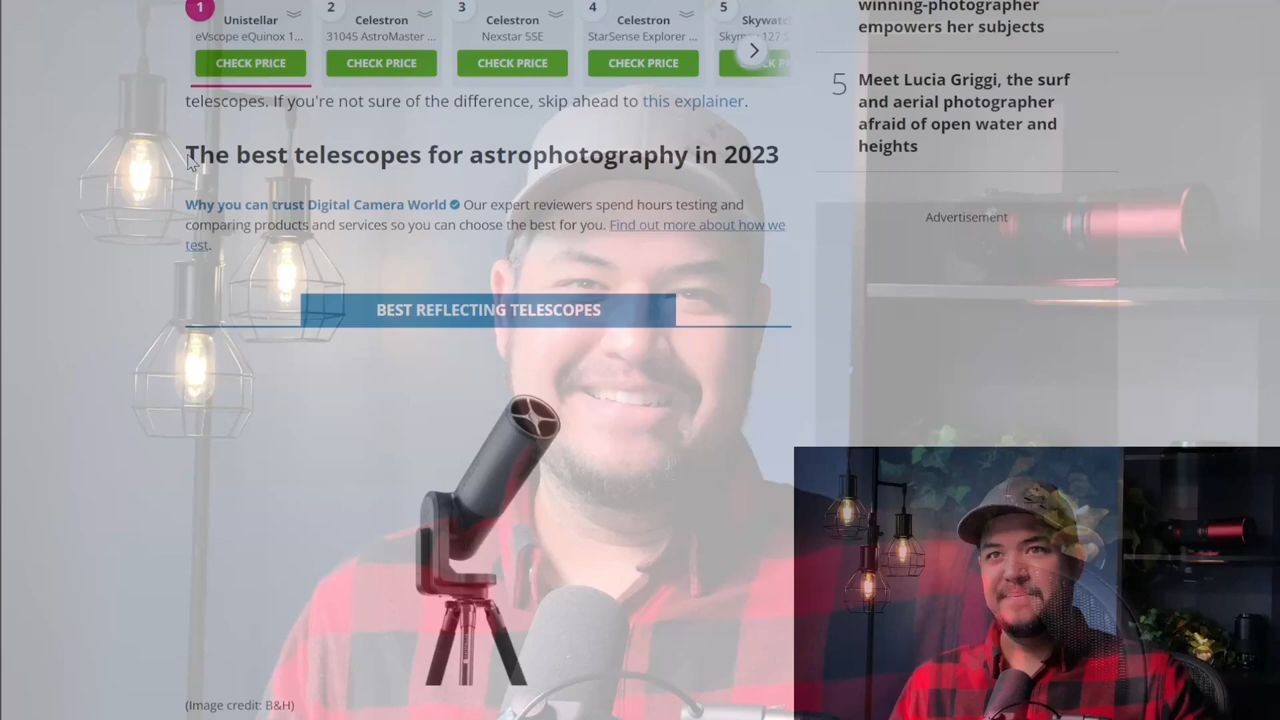 1
Unistellar
eVscope eQuinox 1...
CHECK PRICE
2
Celestron
31045 AstroMaster ...
CHECK PRICE
3
Celestron
Nexstar 5SE
CHECK PRICE
4
Celestron
StarSense Explorer ...
CHECK PRICE
5
telescopes. If you're not sure of the difference, skip ahead to this explainer.
The best telescopes for astrophotography in 2023
Why you can trust Digital Camera World Our expert reviewers spend hours testing and
comparing products and services so you can choose the best for you. Find out more about how we
test.
BEST REFLECTING TELESCOPES
(Image credit: B&H)
winning-photographer
empowers her subjects
5
Meet Lucia Griggi, the surf
and aerial photographer
afraid of open water and
heights
Advertisement